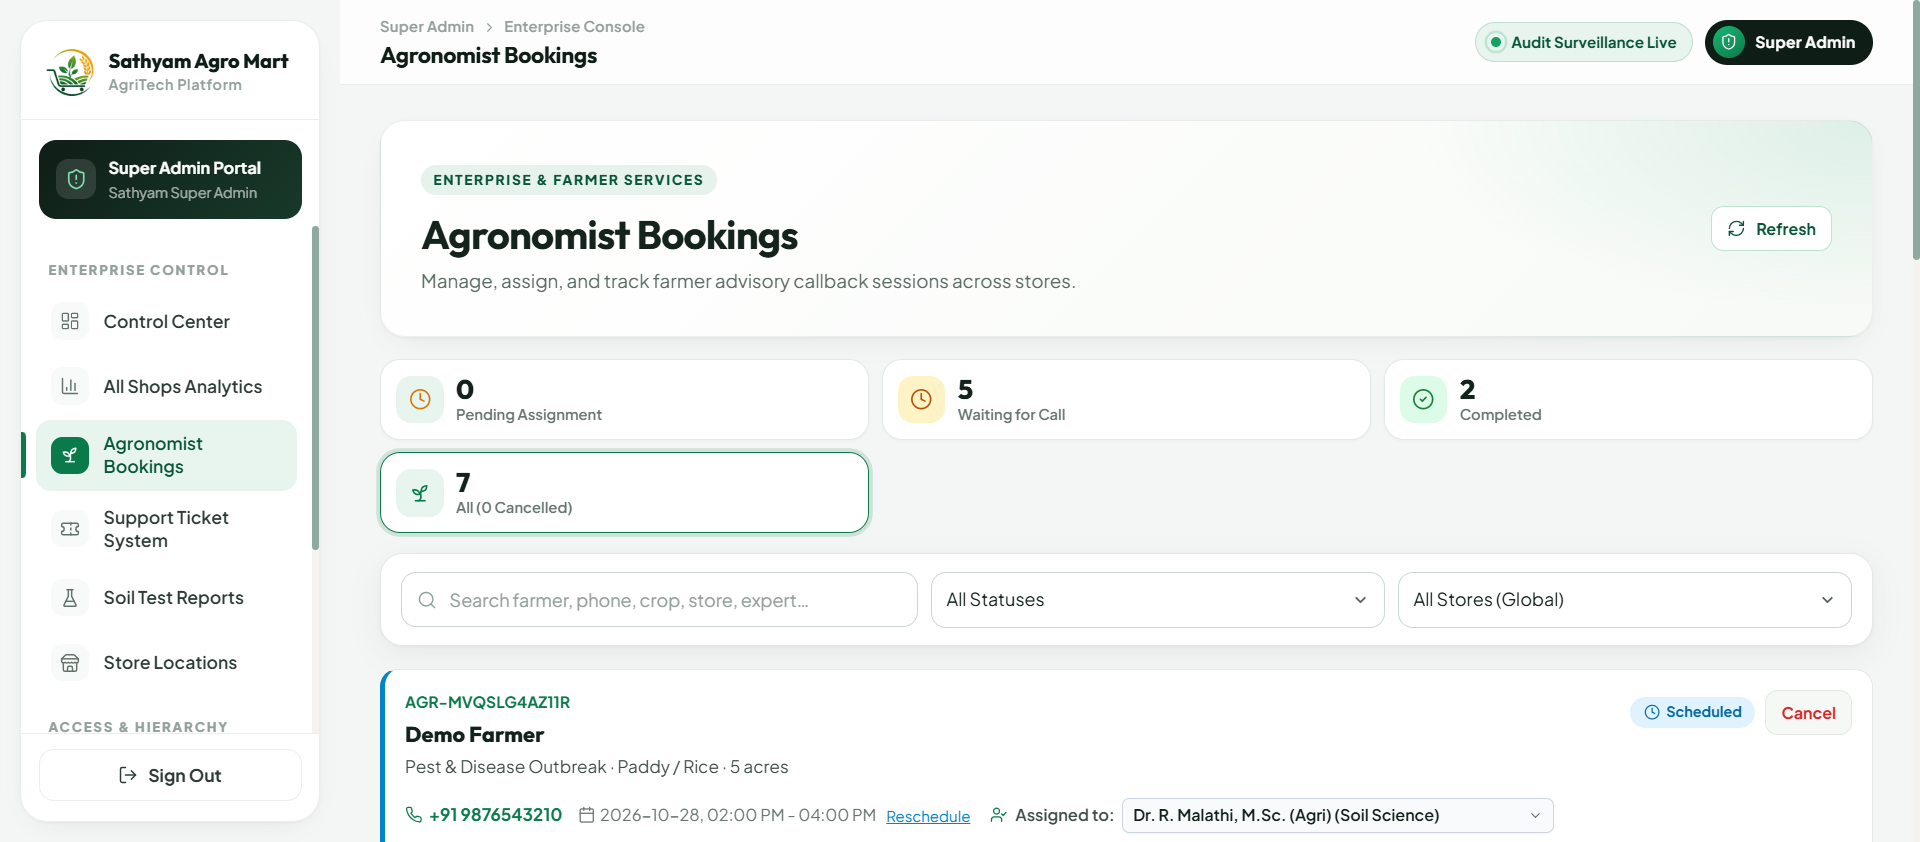 Sathyam Agro Mart
AgriTech Platform
Super Admin Portal
Sathyam Super Admin
ENTERPRISE CONTROL
Control Center
All Shops Analytics
Agronomist
Bookings
Support Ticket
System
Soil Test Reports
Store Locations
ACCESS & HIERARCHY
Sign Out
Super Admin > Enterprise Console
Agronomist Bookings
Audit Surveillance Live
Super Admin
ENTERPRISE & FARMER SERVICES
Agronomist Bookings
Manage, assign, and track farmer advisory callback sessions across stores.
Refresh
0
Pending Assignment
5
Waiting for Call
2
Completed
7
All (0 Cancelled)
Search farmer, phone, crop, store, expert...
All Statuses
All Stores (Global)
AGR-MVQSLG4AZ11R
Demo Farmer
Pest & Disease Outbreak · Paddy / Rice · 5 acres
Scheduled
Cancel
+91 9876543210 2026-10-28, 02:00 PM - 04:00 PM Reschedule Assigned to: Dr. R. Malathi, M.Sc. (Agri) (Soil Science)